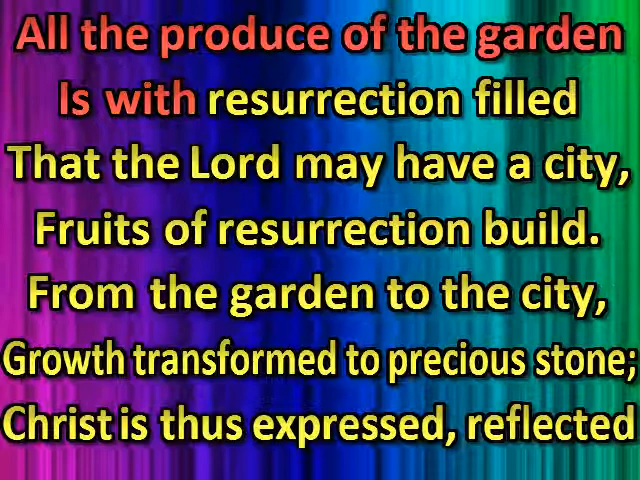 All the produce of the garden
Is with resurrection filled
That the Lord may have a city,
Fruits of resurrection build.
From the garden to the city,
Growth transformed to precious stone;
Christ is thus expressed, reflected